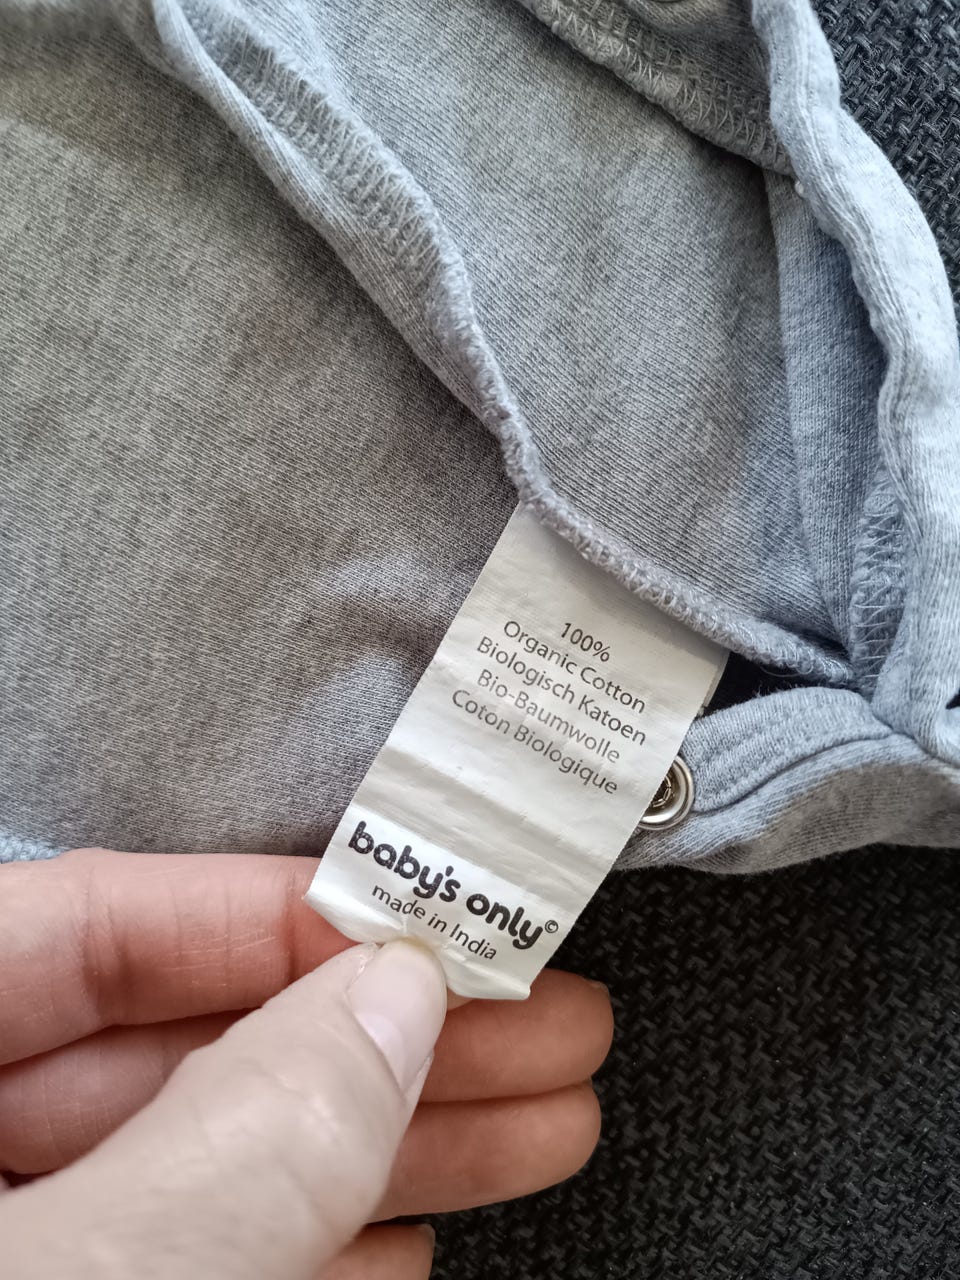 100%
Organic Cotton
Biologisch Katoen
Bio-Baumwolle
Coton Biologique
baby's only©
made in India